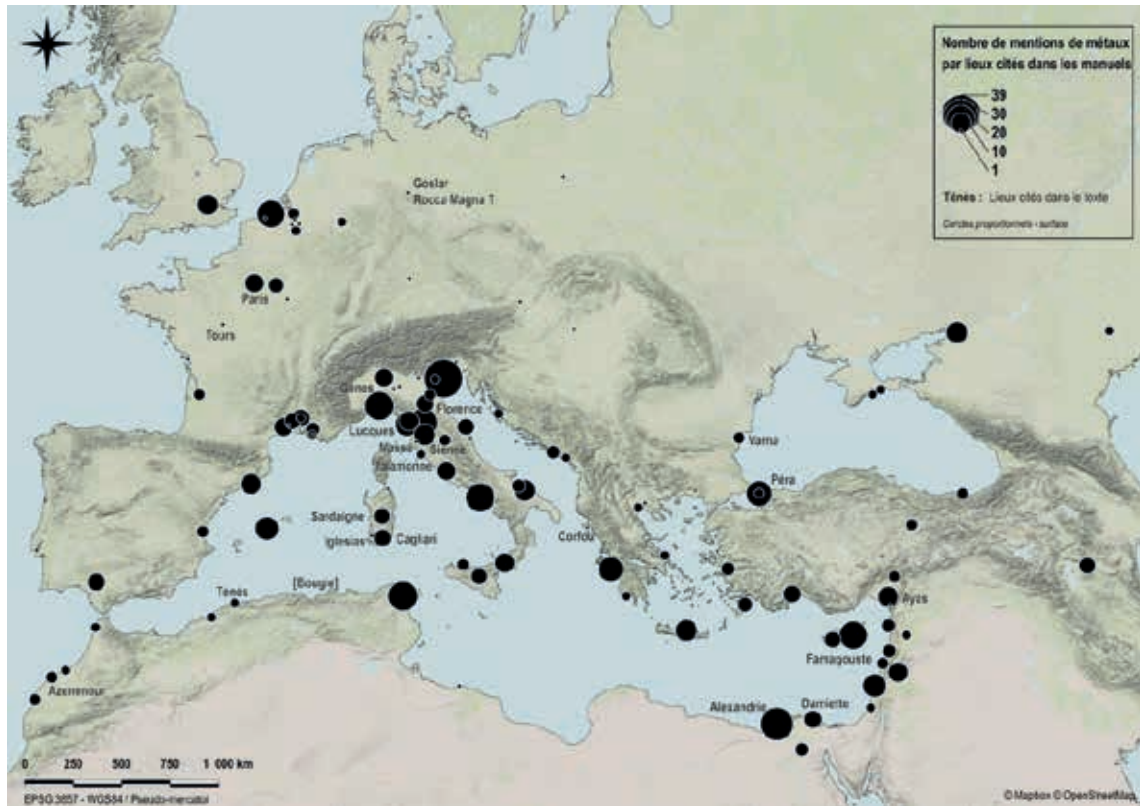 Nombre de mentions de métaux
par lieux cités dans les manuels
39
30
20
10
1
Ténès : Lieux cités dans le texte
Cercles proportionnels - surface
Goslar
Rocca Magna ?
Paris
Tours
Gênes
Florence
Lucques
Massa
Sienne
Talamonne
Varna
Péra
Sardaigne
Iglesias
Cagliari
Corfou
[Bougie]
Ténès
Ayas
Azemmour
Famagouste
Alexandrie
Damiette
0 250 500 750 1 000 km
EPSG:3857 - WGS84 / Pseudo-mercator
© Mapbox © OpenStreetMap